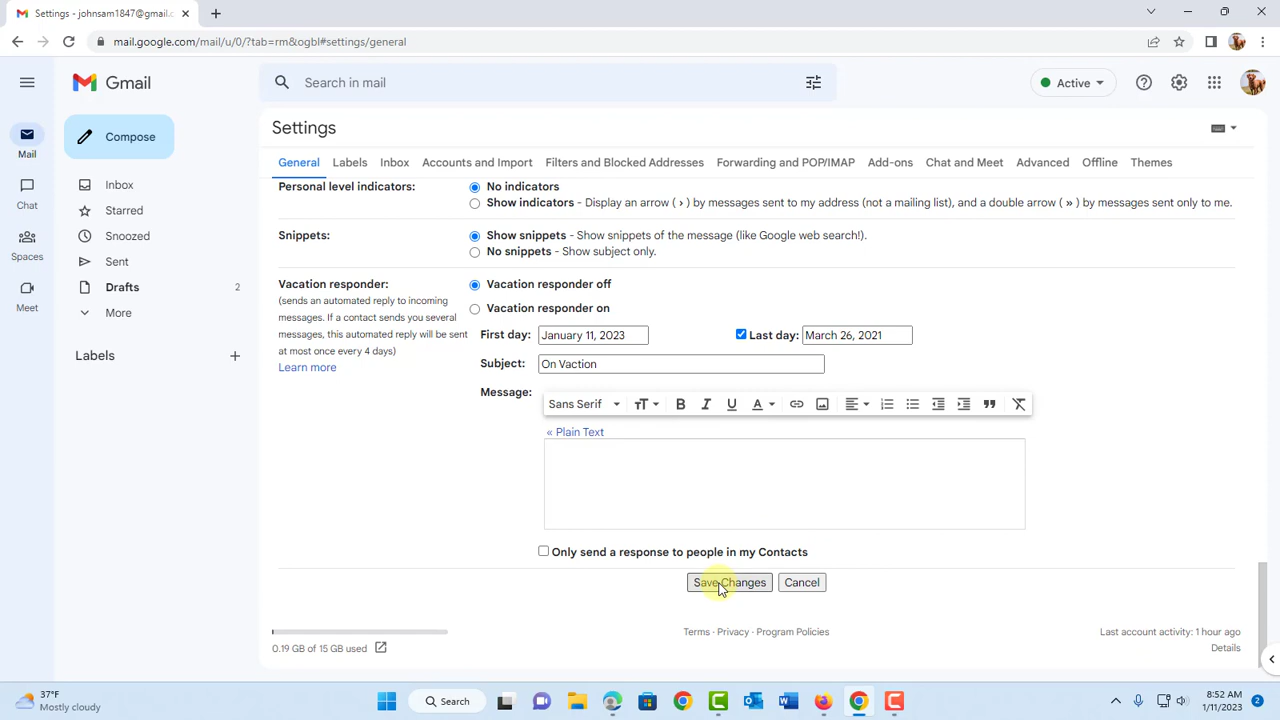 Settings - johnsam1847@gmail.c
mail.google.com/mail/u/0/?tab=rm&ogbl#settings/general
Gmail
Search in mail
Active
Mail
Chat
Spaces
Meet
Compose
Inbox
Starred
Snoozed
Sent
Drafts 2
More
Labels
Settings
General Labels Inbox Accounts and Import Filters and Blocked Addresses Forwarding and POP/IMAP Add-ons Chat and Meet Advanced Offline Themes
Personal level indicators:
No indicators
Show indicators - Display an arrow ( › ) by messages sent to my address (not a mailing list), and a double arrow ( » ) by messages sent only to me.
Snippets:
Show snippets - Show snippets of the message (like Google web search!).
No snippets - Show subject only.
Vacation responder:
(sends an automated reply to incoming
messages. If a contact sends you several
messages, this automated reply will be sent
at most once every 4 days)
Learn more
Vacation responder off
Vacation responder on
First day: January 11, 2023 Last day: March 26, 2021
Subject: On Vaction
Message:
Sans Serif
« Plain Text
Only send a response to people in my Contacts
Save Changes Cancel
0.19 GB of 15 GB used
Terms · Privacy · Program Policies
Last account activity: 1 hour ago
Details
37°F
Mostly cloudy
Search
8:52 AM
1/11/2023
2